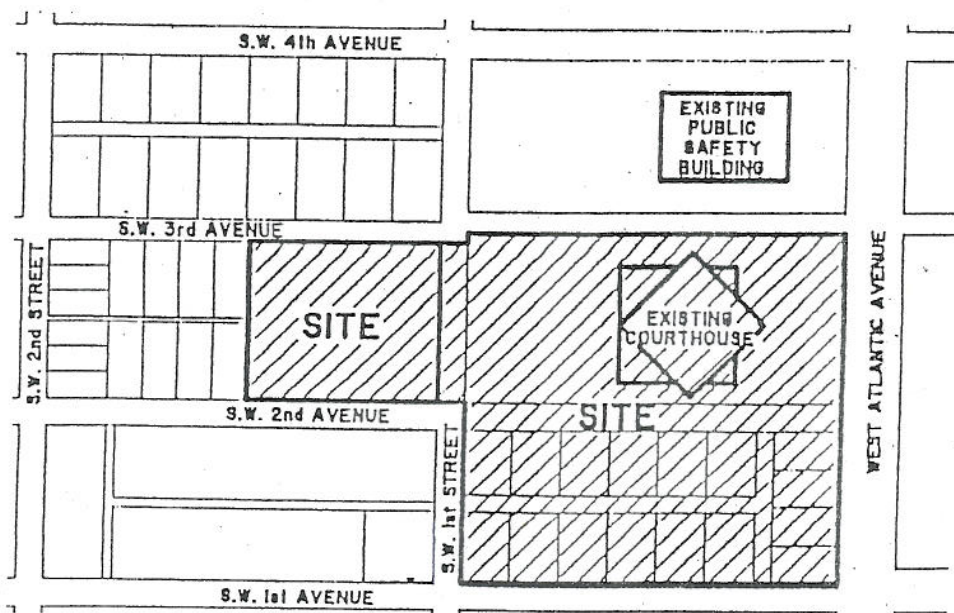 S.W. 4th AVENUE
EXISTING
PUBLIC
SAFETY
BUILDING
S.W. 3rd AVENUE
S.W. 2nd STREET
SITE
EXISTING
COURTHOUSE
WEST ATLANTIC AVENUE
S.W. 2nd AVENUE
SITE
S.W. 1st STREET
S.W. 1st AVENUE